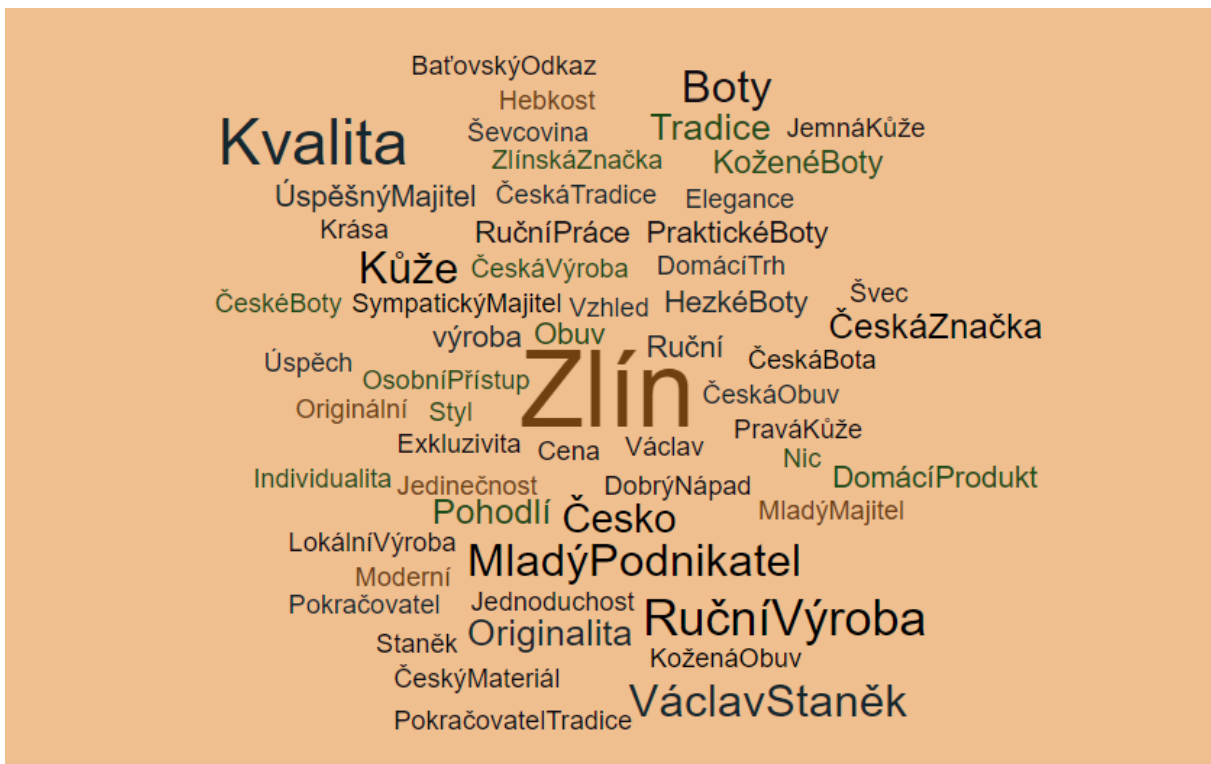 BaťovskýOdkaz
Hebkost Boty
Kvalita Ševcovina Tradice JemnáKůže
ZlínskáZnačka KoženéBoty
ÚspěšnýMajitel ČeskáTradice Elegance
Krása RučníPráce PraktickéBoty
Kůže ČeskáVýroba DomácíTrh
ČeskéBoty SympatickýMajitel Vzhled HezkéBoty Švec
výroba Obuv Ruční ČeskáZnačka
Úspěch ČeskáBota
OsobníPřístup Zlín ČeskáObuv
Originální Styl
Exkluzivita Cena Václav PraváKůže
Nic
Individualita Jedinečnost DobrýNápad DomácíProdukt
Pohodlí Česko MladýMajitel
LokálníVýroba
Moderní MladýPodnikatel
Pokračovatel Jednoduchost RučníVýroba
Staněk Originalita
KoženáObuv
ČeskýMateriál
PokračovatelTradice VáclavStaněk